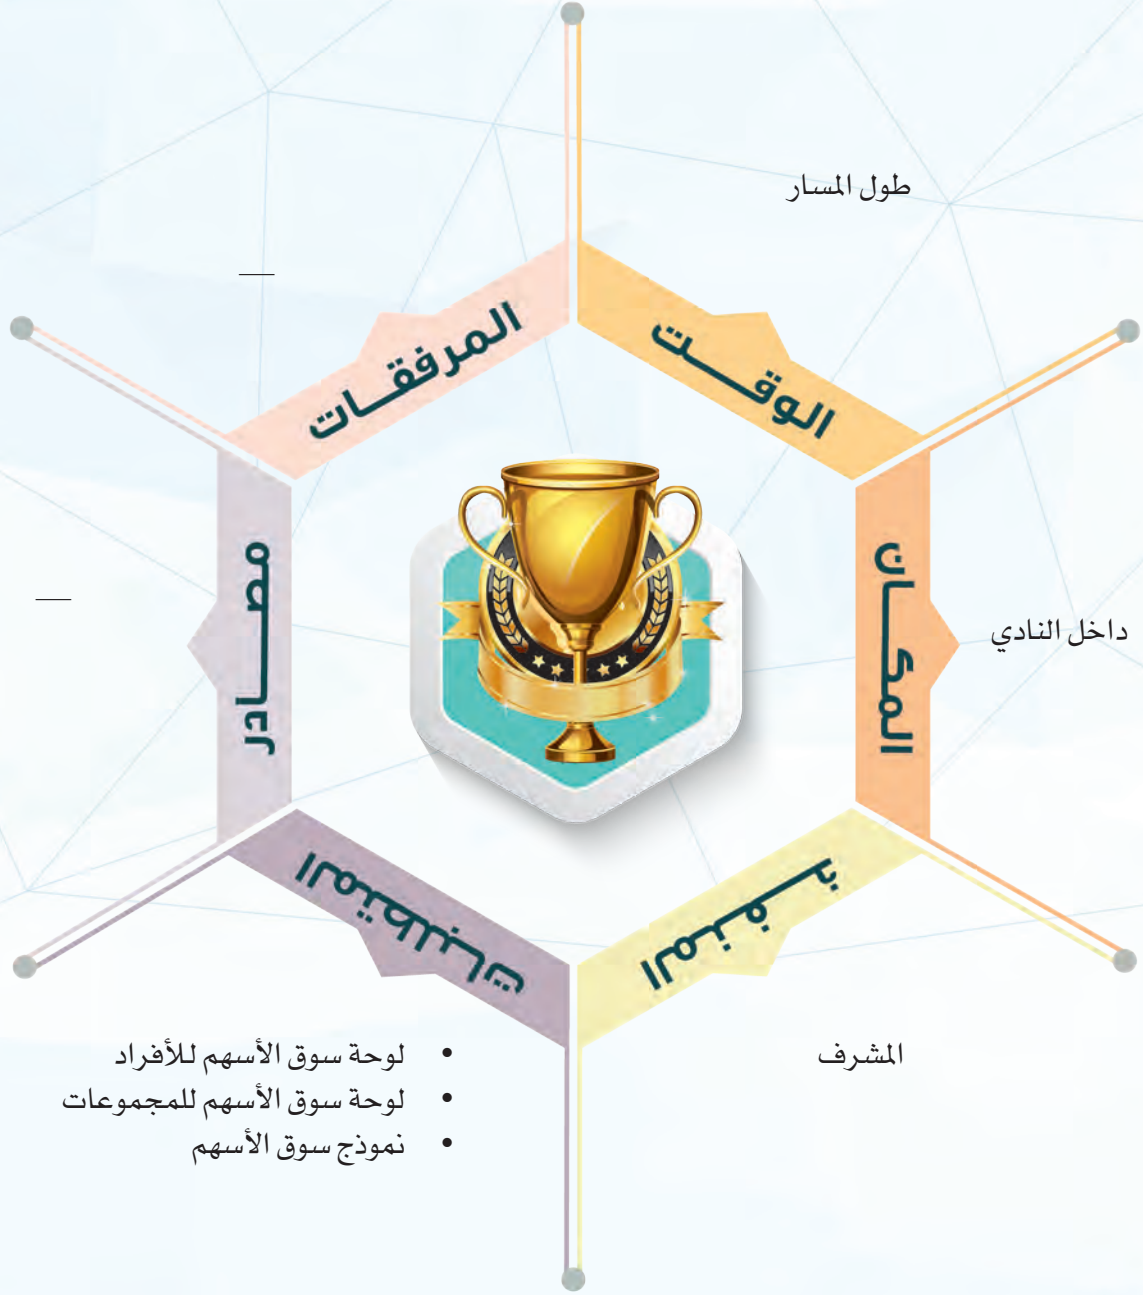 طول المسار
—
المرفقات
الوقت
المكان
داخل النادي
مصادر
—
المنفذ
المتطلبات
المشرف
• لوحة سوق الأسهم للأفراد
• لوحة سوق الأسهم للمجموعات
• نموذج سوق الأسهم